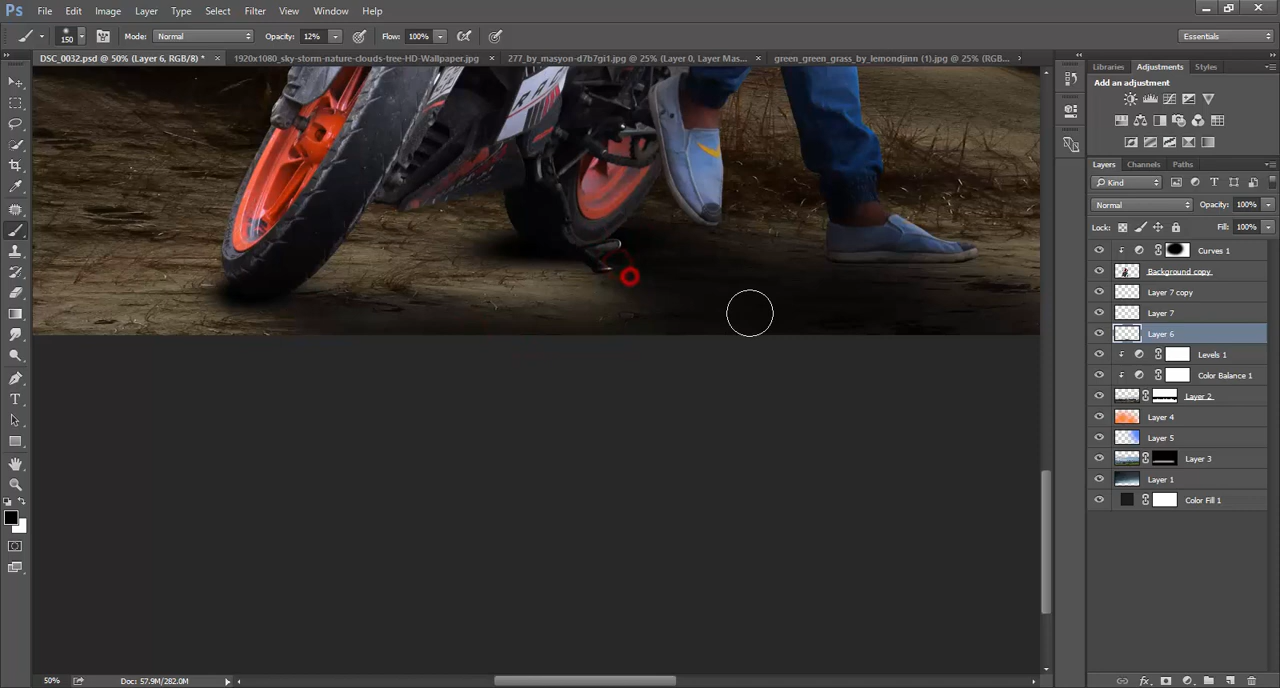 Ps File Edit Image Layer Type Select Filter View Window Help
150 Mode: Normal Opacity: 12% Flow: 100% Essentials
DSC_0032.psd @ 50% (Layer 6, RGB/8) * × 1920x1080_sky-storm-nature-clouds-tree-HD-Wallpaper.jpg × 277_by_masyon-d7b7gi1.jpg @ 25% (Layer 0, Layer Mas... × green_green_grass_by_lemondjinn (1).jpg @ 25% (RGB...
Libraries Adjustments Styles
Add an adjustment
Layers Channels Paths
Kind
Normal Opacity: 100%
Lock: Fill: 100%
Curves 1
Background copy
Layer 7 copy
Layer 7
Layer 6
Levels 1
Color Balance 1
Layer 2
Layer 4
Layer 5
Layer 3
Layer 1
Color Fill 1
50% Doc: 57.9M/282.0M